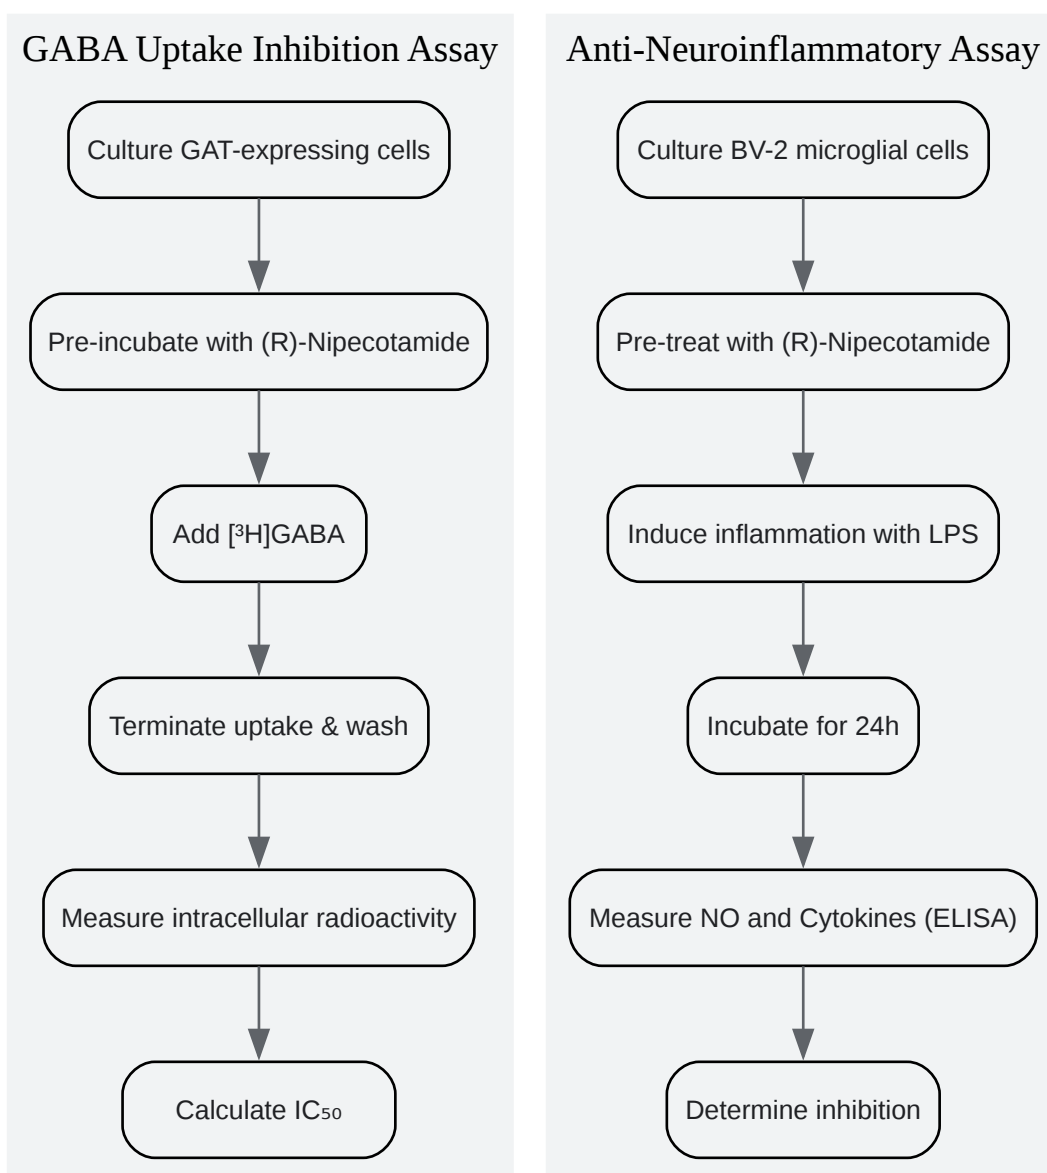 GABA Uptake Inhibition Assay
Culture GAT-expressing cells
Pre-incubate with (R)-Nipecotamide
Add [³H]GABA
Terminate uptake & wash
Measure intracellular radioactivity
Calculate IC₅₀
Anti-Neuroinflammatory Assay
Culture BV-2 microglial cells
Pre-treat with (R)-Nipecotamide
Induce inflammation with LPS
Incubate for 24h
Measure NO and Cytokines (ELISA)
Determine inhibition